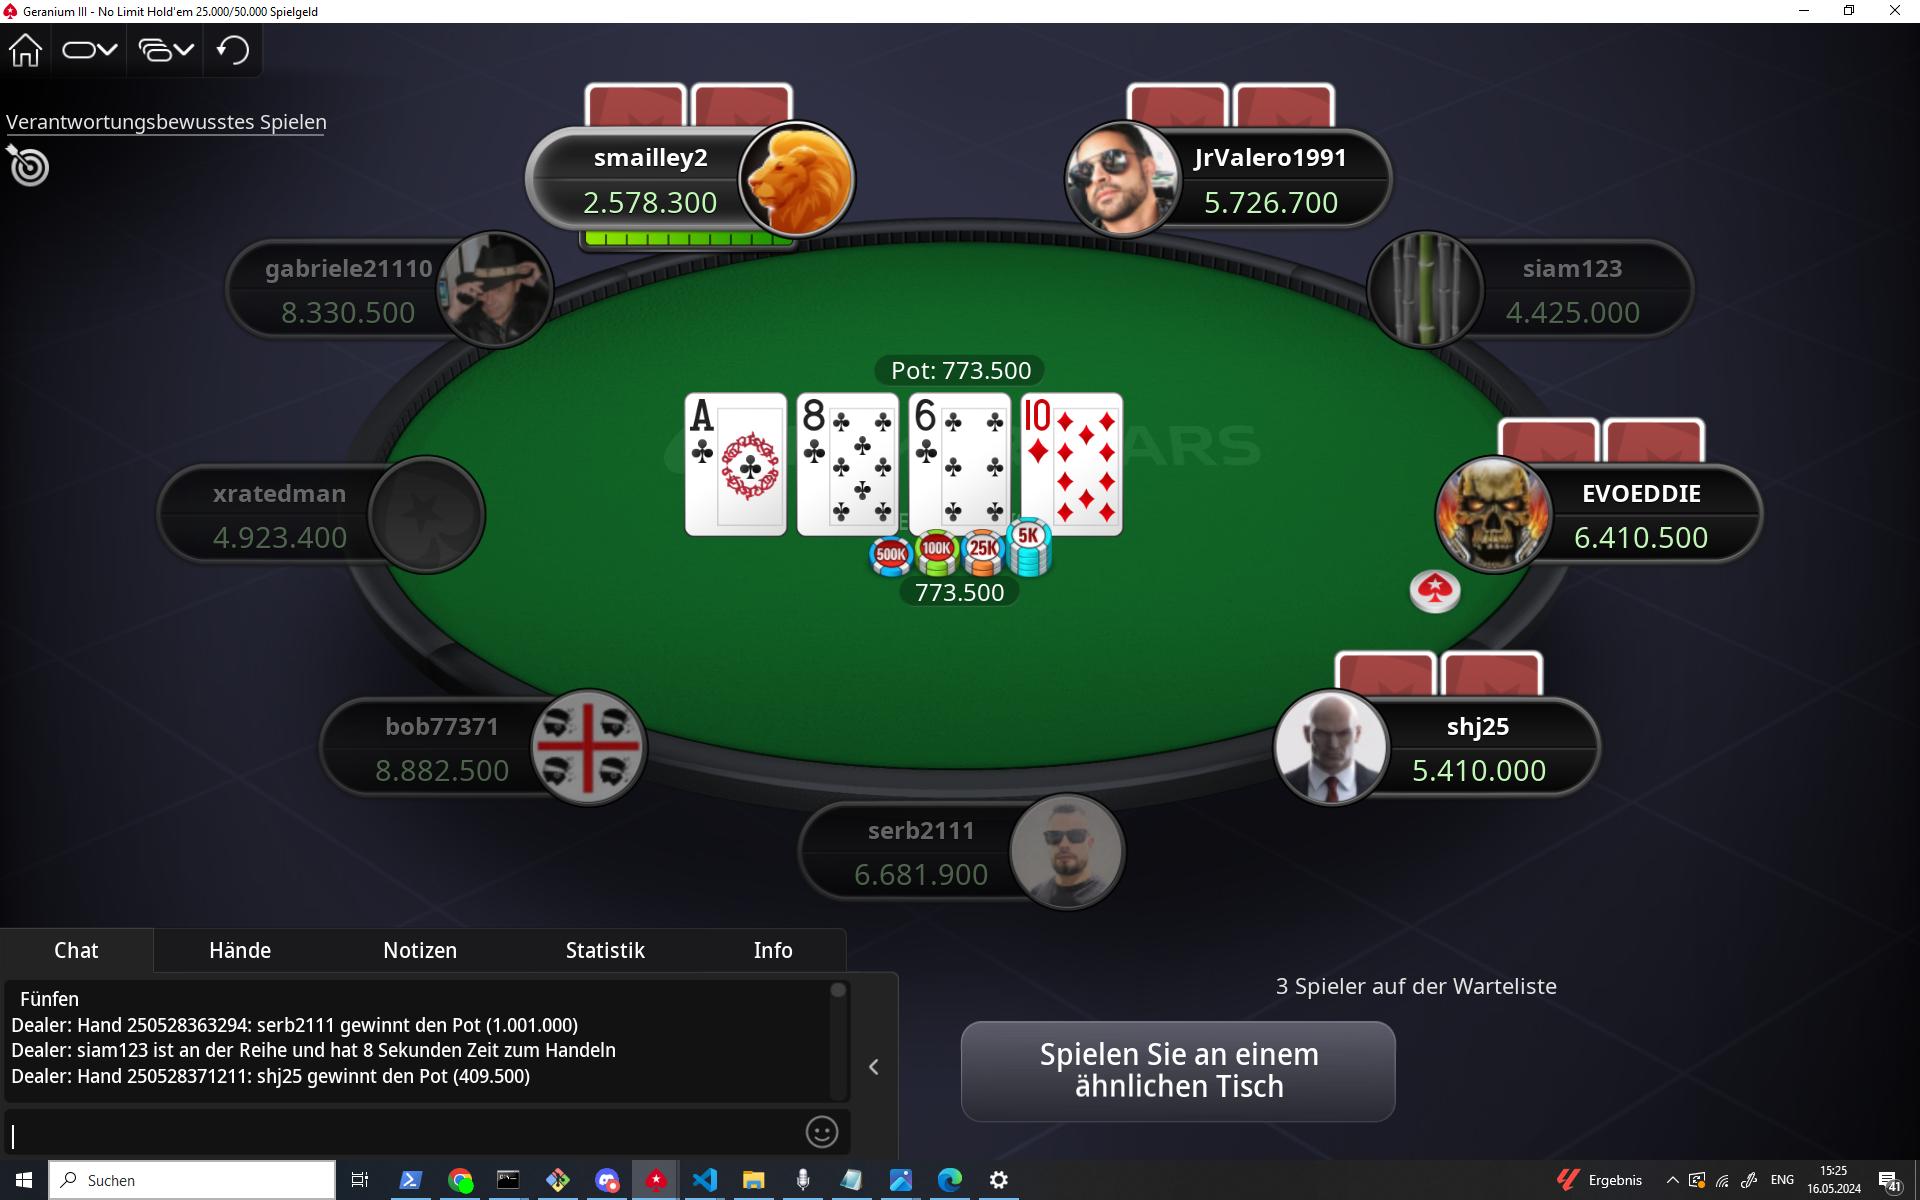 Geranium III - No Limit Hold'em 25.000/50.000 Spielgeld
Verantwortungsbewusstes Spielen
smailley2
2.578.300
JrValero1991
5.726.700
gabriele21110
8.330.500
siam123
4.425.000
Pot: 773.500
A
8
6
10
xratedman
4.923.400
EVOEDDIE
6.410.500
500K
100K
25K
5K
773.500
bob77371
8.882.500
shj25
5.410.000
serb2111
6.681.900
Chat
Hände
Notizen
Statistik
Info
Fünfen
Dealer: Hand 250528363294: serb2111 gewinnt den Pot (1.001.000)
Dealer: siam123 ist an der Reihe und hat 8 Sekunden Zeit zum Handeln
Dealer: Hand 250528371211: shj25 gewinnt den Pot (409.500)
3 Spieler auf der Warteliste
Spielen Sie an einem
ähnlichen Tisch
Suchen
Ergebnis
ENG
15:25
16.05.2024
41